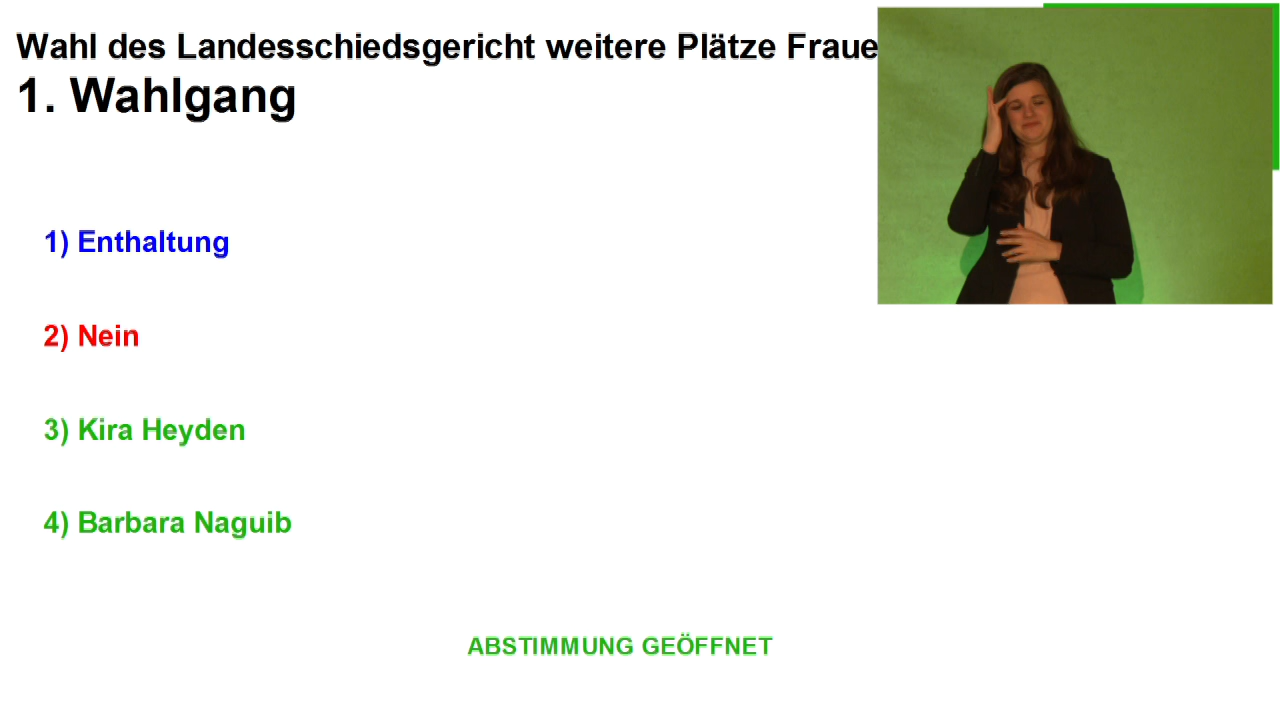 Wahl des Landesschiedsgericht weitere Plätze Fraue
1. Wahlgang
1) Enthaltung
2) Nein
3) Kira Heyden
4) Barbara Naguib
ABSTIMMUNG GEÖFFNET